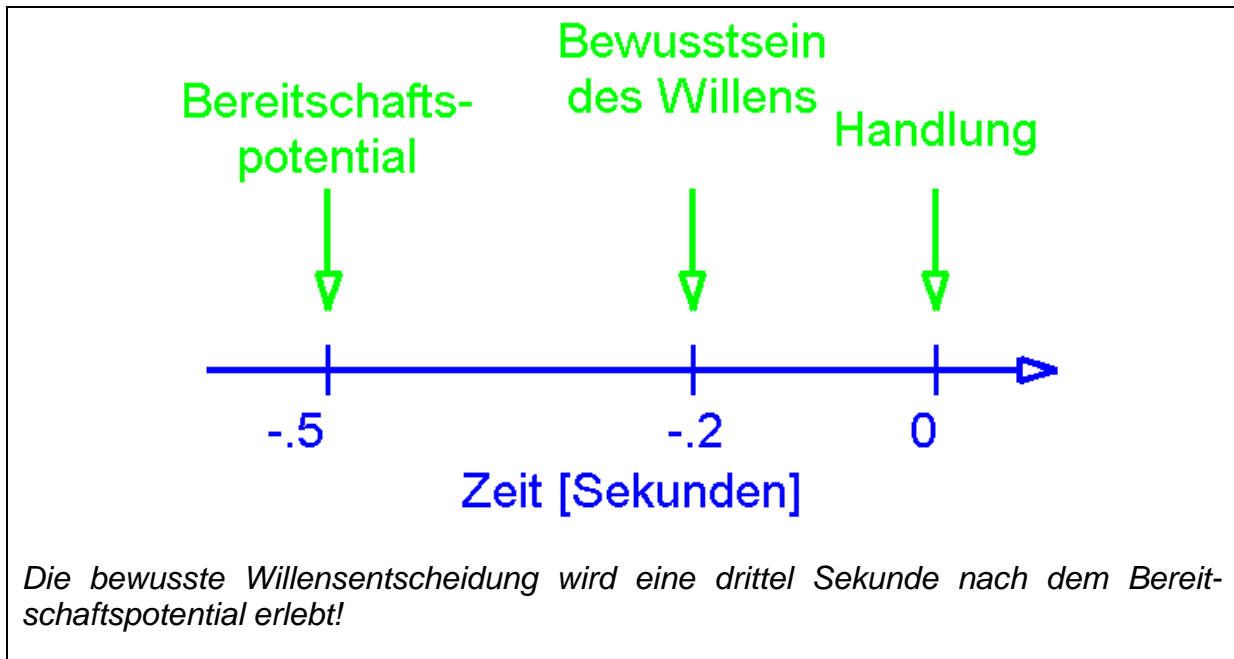 Bereitschafts-
potential
Bewusstsein
des Willens
Handlung
-.5
-.2
0
Zeit [Sekunden]
Die bewusste Willensentscheidung wird eine drittel Sekunde nach dem Bereit-
schaftspotential erlebt!